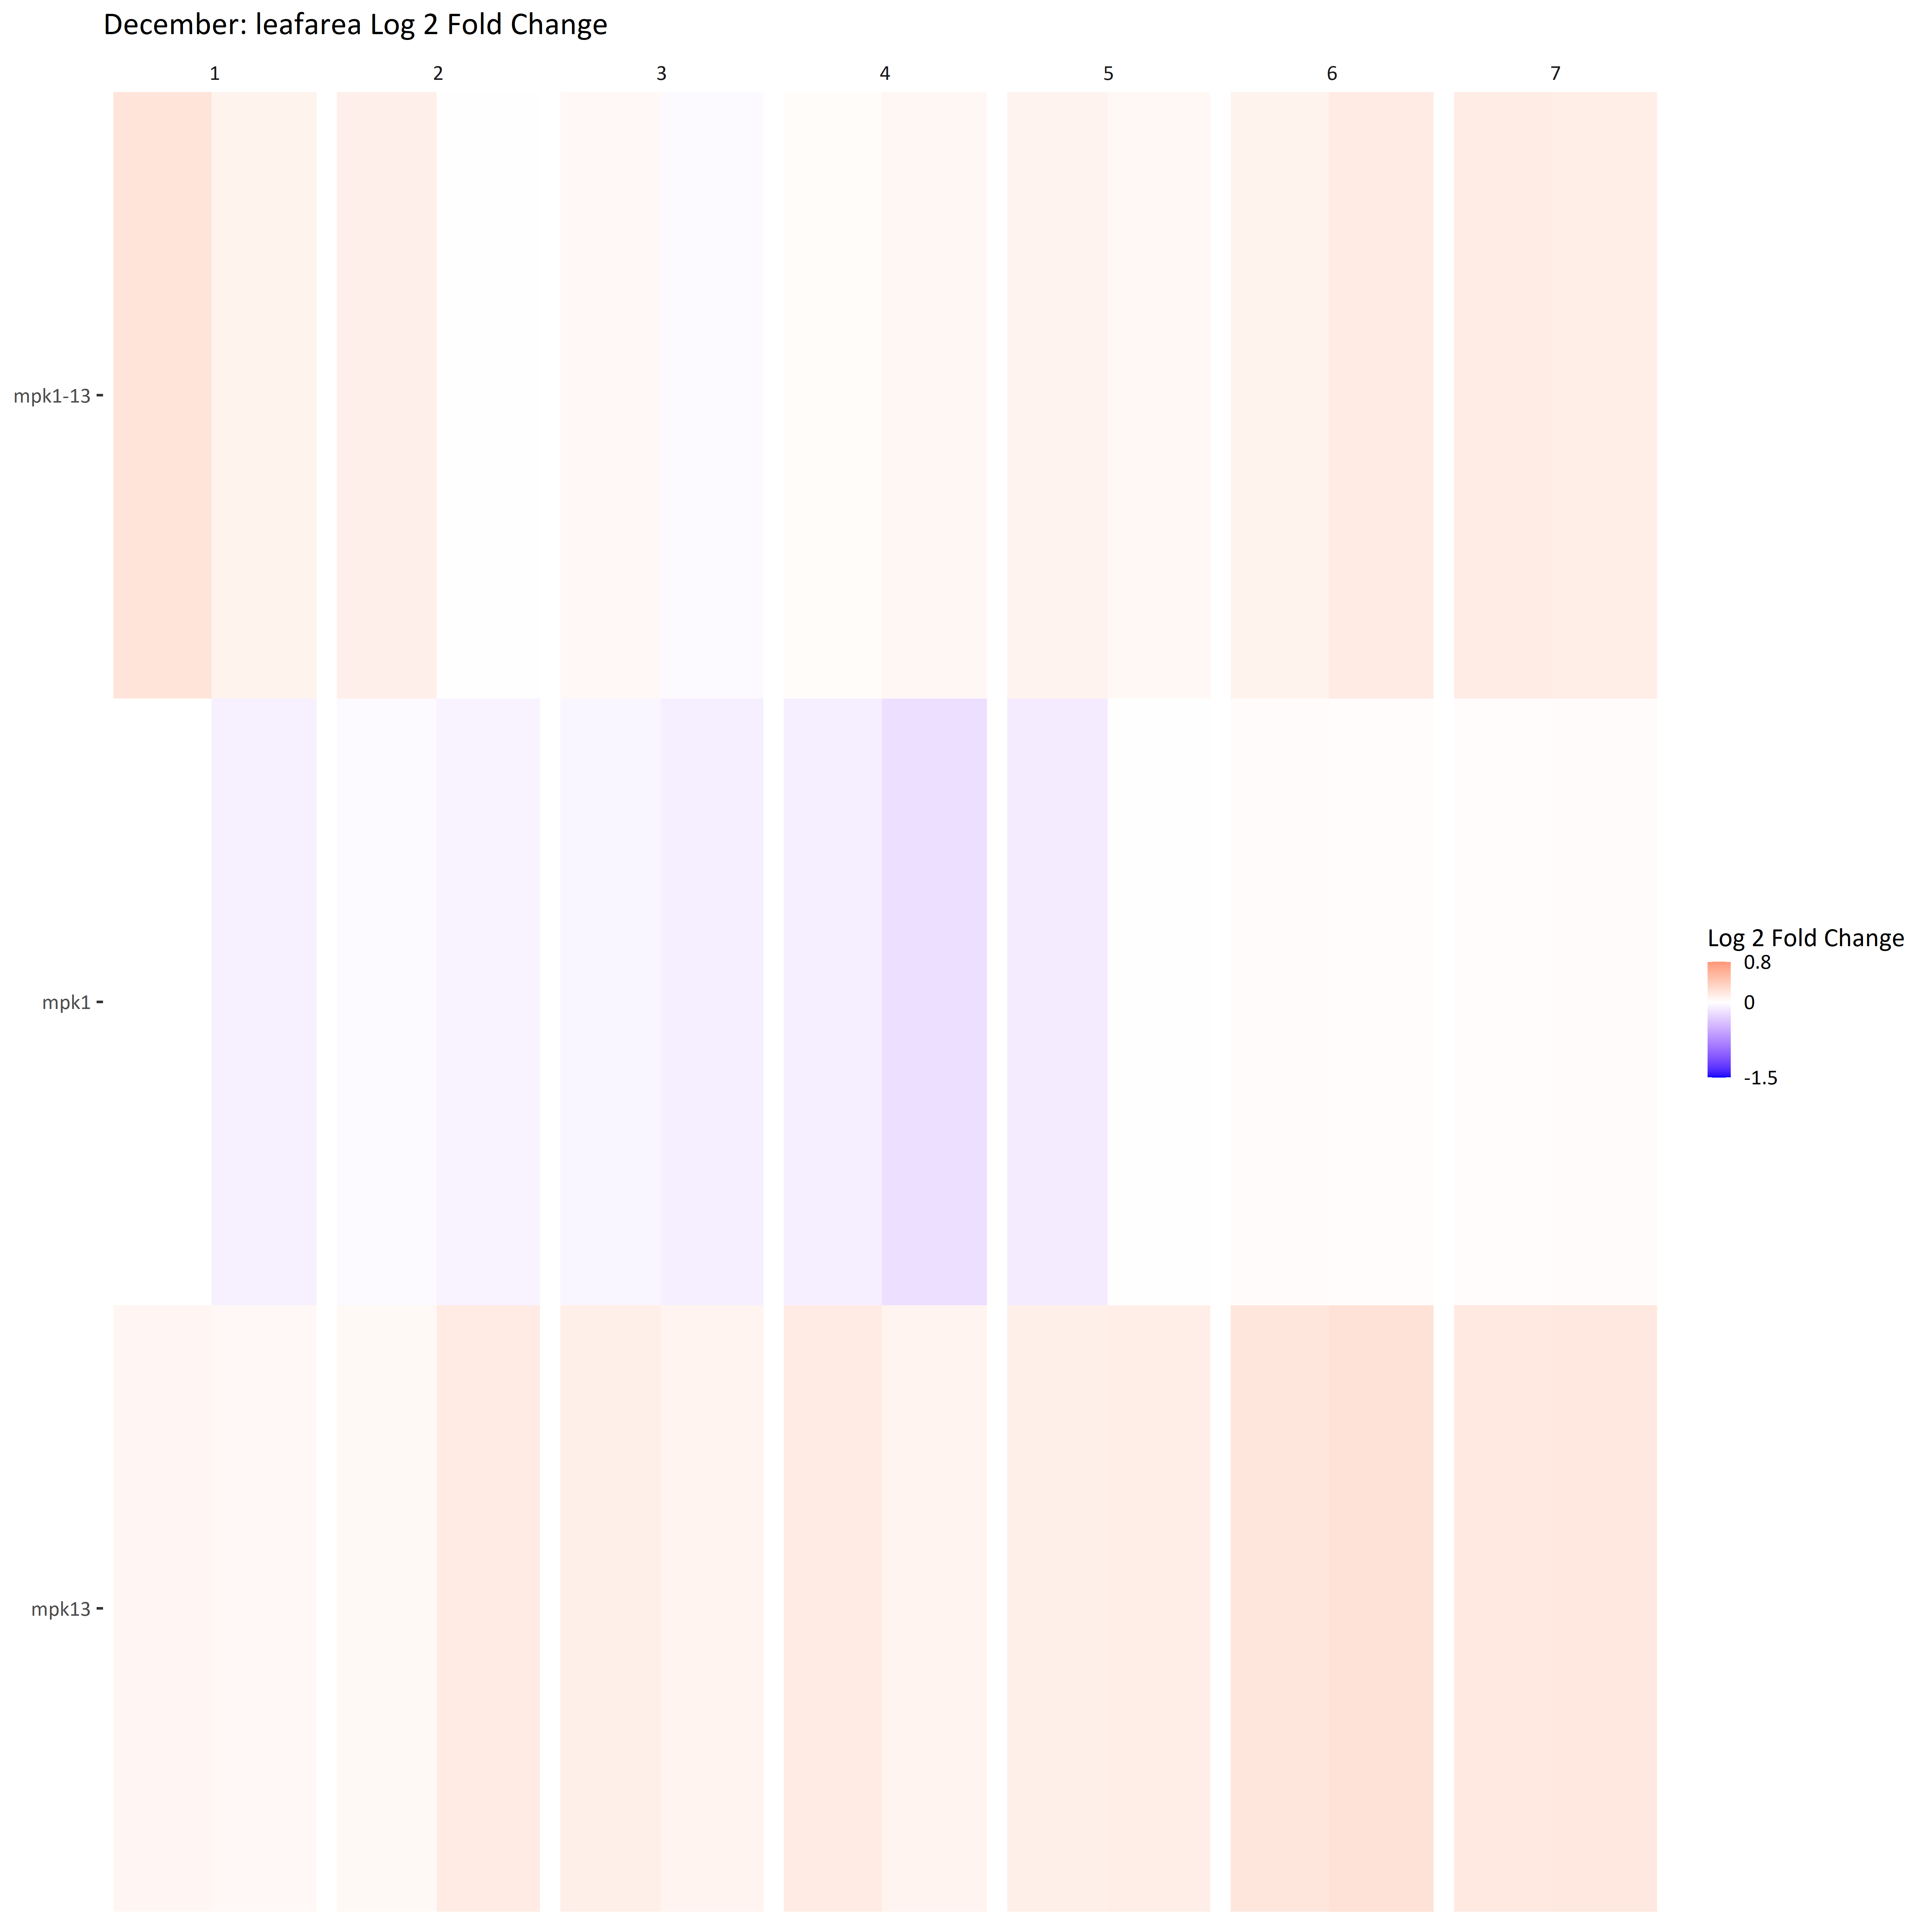 December: leafarea Log 2 Fold Change
1 2 3 4 5 6 7
mpk1-13
mpk1
mpk13
Log 2 Fold Change
0.8
0
-1.5